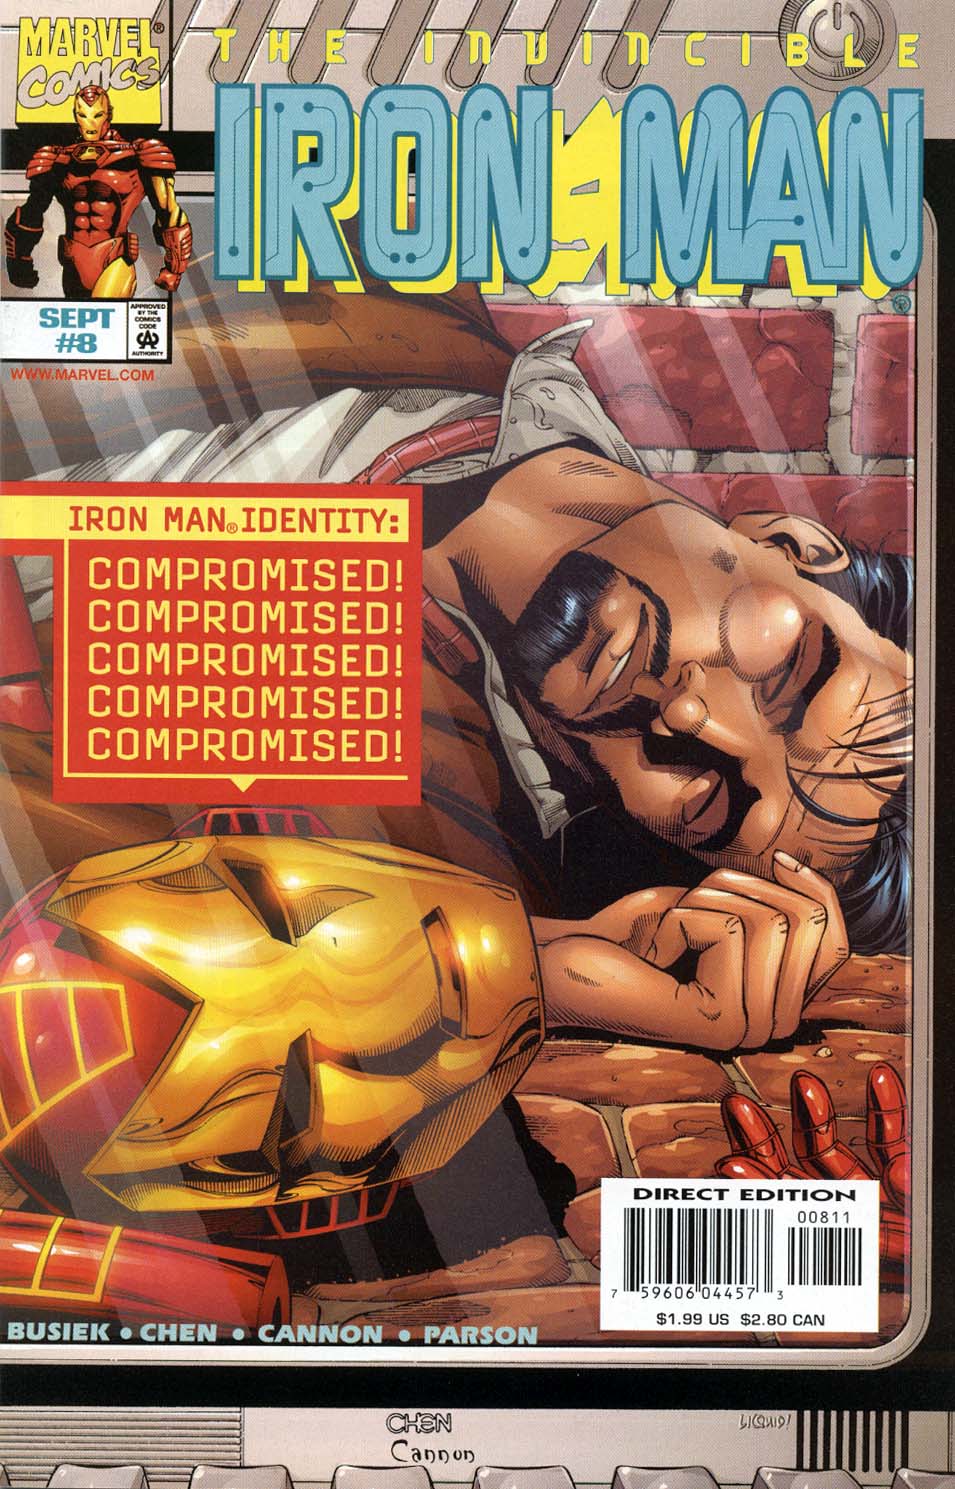 MARVEL®
COMICS
THE INVINCIBLE
IRON MAN
®
SEPT
#8
APPROVED
BY THE
COMICS
CODE
CA
AUTHORITY
WWW.MARVEL.COM
IRON MAN® IDENTITY:
COMPROMISED!
COMPROMISED!
COMPROMISED!
COMPROMISED!
COMPROMISED!
DIRECT EDITION
00811
7 59606 04457 3
$1.99 US $2.80 CAN
BUSIEK • CHEN • CANNON • PARSON
CHEN
Cannon
LIQUID!